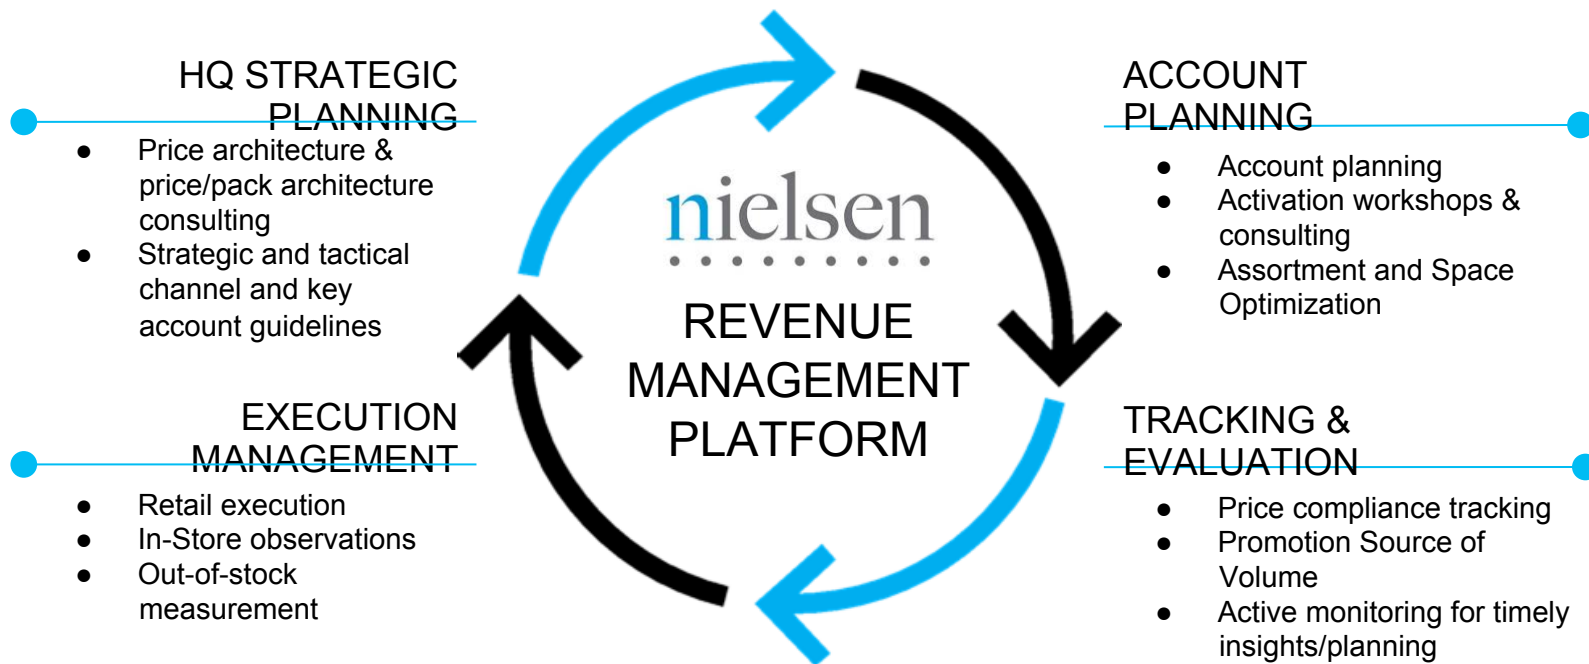 HQ STRATEGIC
PLANNING
● Price architecture &
price/pack architecture
consulting
● Strategic and tactical
channel and key
account guidelines
ACCOUNT
PLANNING
● Account planning
● Activation workshops &
consulting
● Assortment and Space
Optimization
nielsen
REVENUE
MANAGEMENT
PLATFORM
EXECUTION
MANAGEMENT
● Retail execution
● In-Store observations
● Out-of-stock
measurement
TRACKING &
EVALUATION
● Price compliance tracking
● Promotion Source of
Volume
● Active monitoring for timely
insights/planning